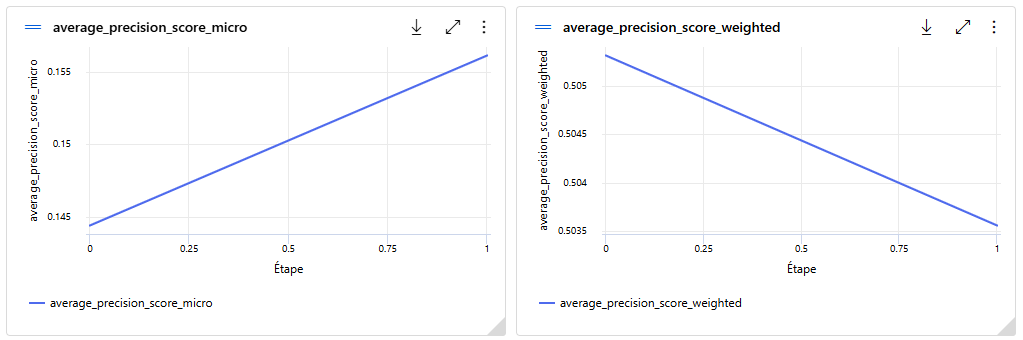 average_precision_score_micro
average_precision_score_micro
0.155
0.15
0.145
0
0.25
0.5
0.75
1
Étape
average_precision_score_micro
average_precision_score_weighted
average_precision_score_weighted
0.505
0.5045
0.504
0.5035
0
0.25
0.5
0.75
1
Étape
average_precision_score_weighted